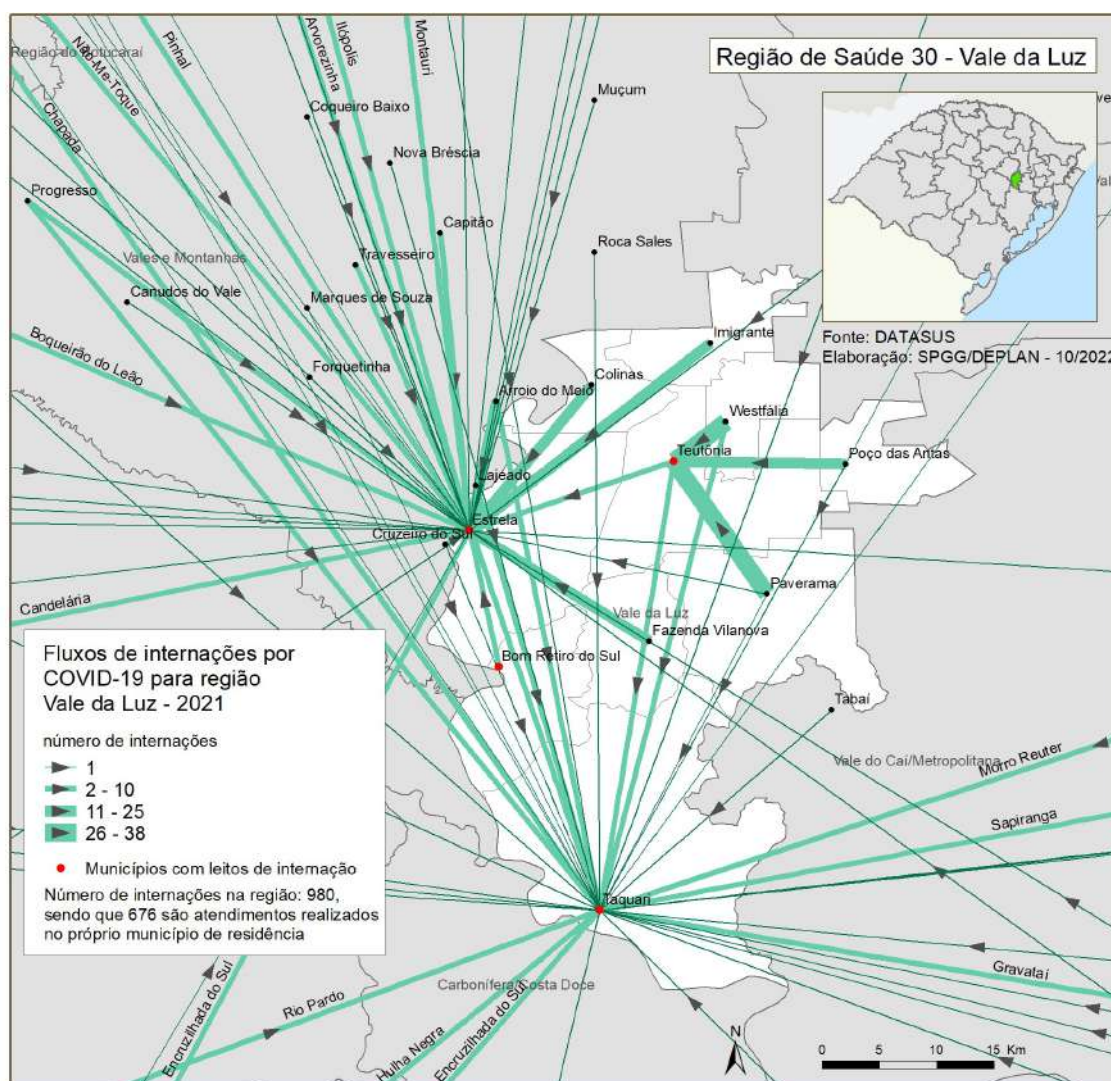 Região de Saúde 30 - Vale da Luz
Fonte: DATASUS
Elaboração: SPGG/DEPLAN - 10/2022
Não-Me-Toque
Pinhal
Arvorezinha
Ilópolis
Montauri
Chapada
Coqueiro Baixo
Muçum
Nova Bréscia
Progresso
Capitão
Roca Sales
Vales e Montanhas
Travesseiro
Canudos do Vale
Marques de Souza
Imigrante
Boqueirão do Leão
Forquetinha
Colinas
Arroio do Meio
Westfália
Teutônia
Poço das Antas
Lajeado
Estrela
Cruzeiro do Sul
Candelária
Paverama
Vale da Luz
Fazenda Vilanova
Bom Retiro do Sul
Tabaí
Vale do Caí/Metropolitana
Morro Reuter
Sapiranga
Taquari
Gravataí
Carbonífera/Costa Doce
Rio Pardo
Encruzilhada do Sul
Hulha Negra
Encruzilhada do Sul
Fluxos de internações por
COVID-19 para região
Vale da Luz - 2021
número de internações
1
2 - 10
11 - 25
26 - 38
Municípios com leitos de internação
Número de internações na região: 980,
sendo que 676 são atendimentos realizados
no próprio município de residência
N
0 5 10 15 Km